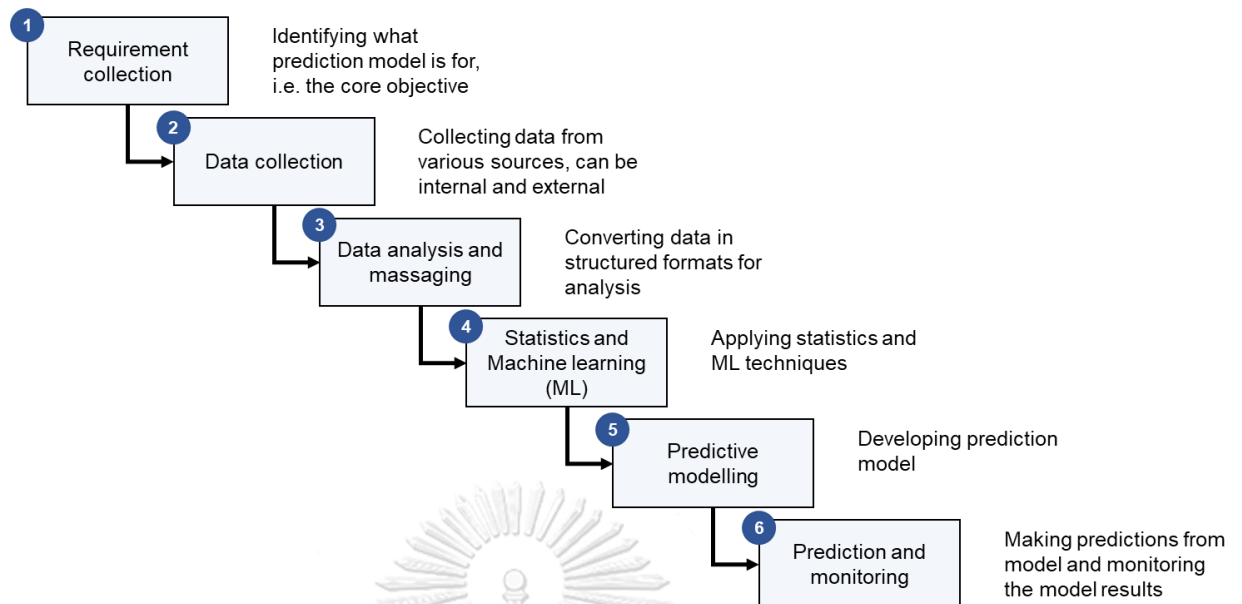 1
Requirement
collection
Identifying what
prediction model is for,
i.e. the core objective
2
Data collection
Collecting data from
various sources, can be
internal and external
3
Data analysis and
massaging
Converting data in
structured formats for
analysis
4
Statistics and
Machine learning
(ML)
Applying statistics and
ML techniques
5
Predictive
modelling
Developing prediction
model
6
Prediction and
monitoring
Making predictions from
model and monitoring
the model results